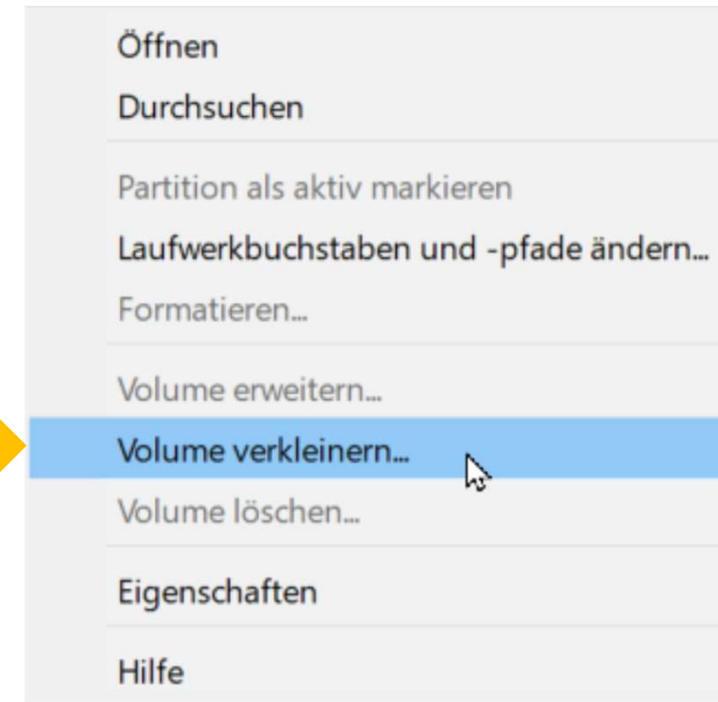 Öffnen
Durchsuchen
Partition als aktiv markieren
Laufwerkbuchstaben und -pfade ändern...
Formatieren...
Volume erweitern...
Volume verkleinern...
Volume löschen...
Eigenschaften
Hilfe